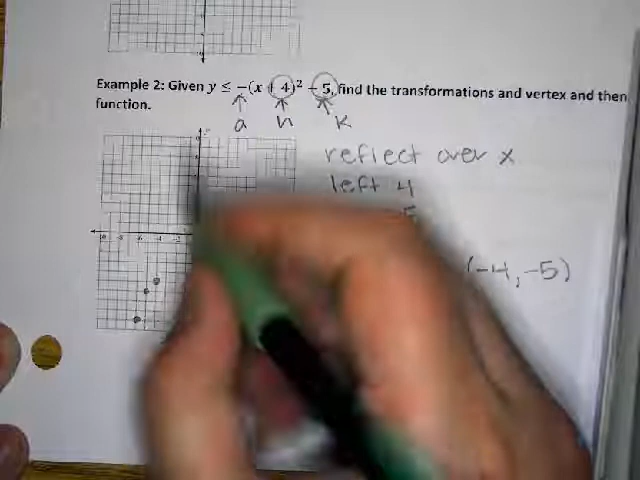 Example 2: Given y ≤ −(x + 4)² − 5, find the transformations and vertex and then
function.
a h k
reflect over x
left 4
5
(-4,-5)